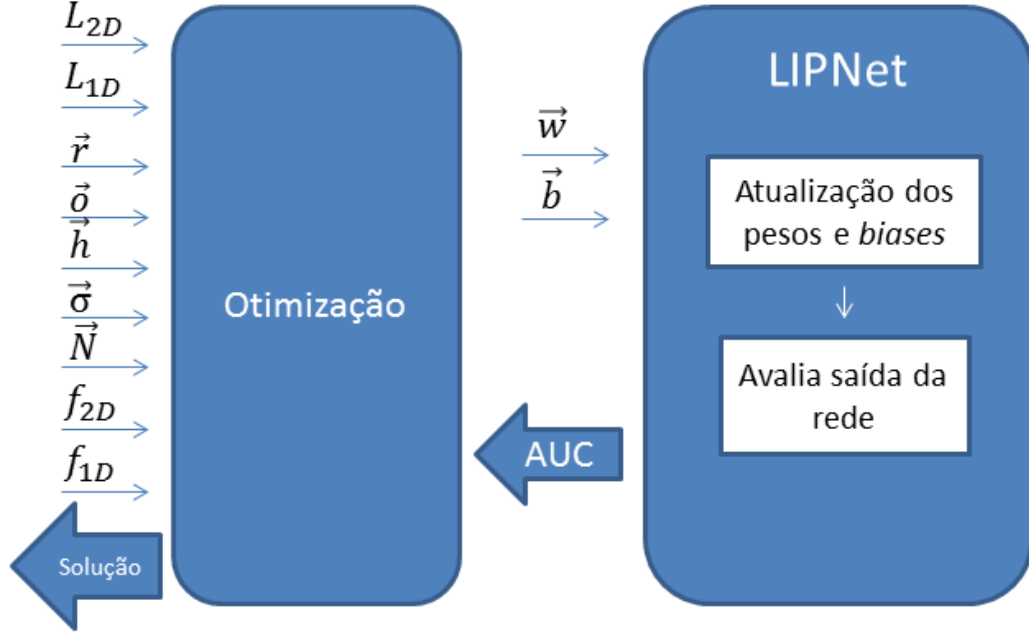 L₂D
L₁D
r⃗
o⃗
h⃗
σ⃗
N⃗
f₂D
f₁D
Solução
Otimização
w⃗
b⃗
AUC
LIPNet
Atualização dos
pesos e biases
Avalia saída da
rede